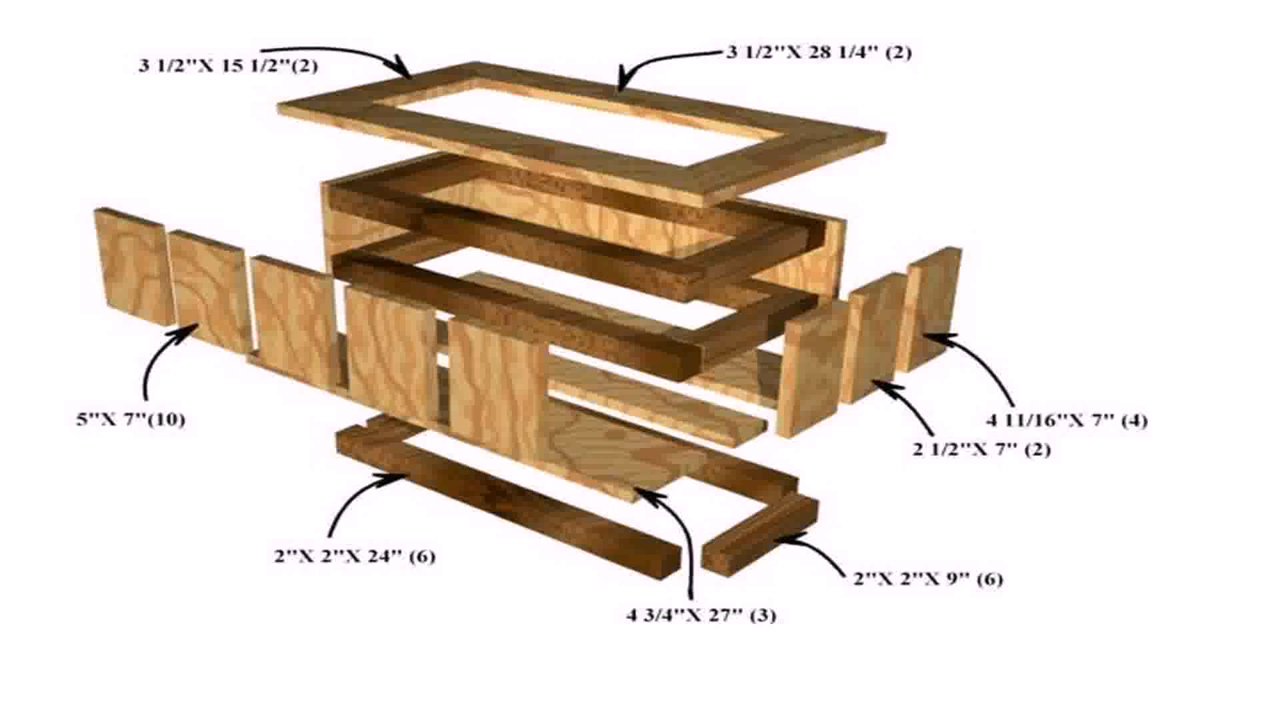 3 1/2"X 15 1/2"(2)
3 1/2"X 28 1/4" (2)
5"X 7"(10)
4 11/16"X 7" (4)
2 1/2"X 7" (2)
2"X 2"X 24" (6)
2"X 2"X 9" (6)
4 3/4"X 27" (3)